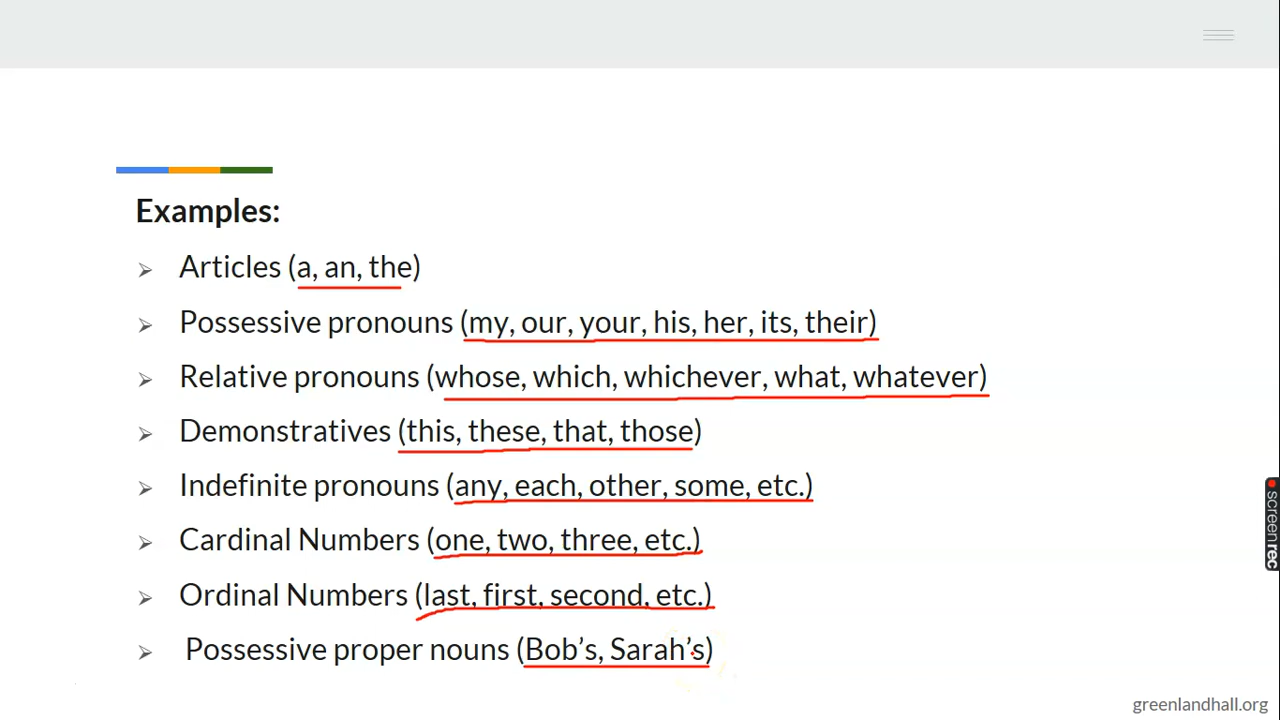 Examples:
Articles (a, an, the)
Possessive pronouns (my, our, your, his, her, its, their)
Relative pronouns (whose, which, whichever, what, whatever)
Demonstratives (this, these, that, those)
Indefinite pronouns (any, each, other, some, etc.)
Cardinal Numbers (one, two, three, etc.)
Ordinal Numbers (last, first, second, etc.)
Possessive proper nouns (Bob’s, Sarah’s)
screenrec
greenlandhall.org